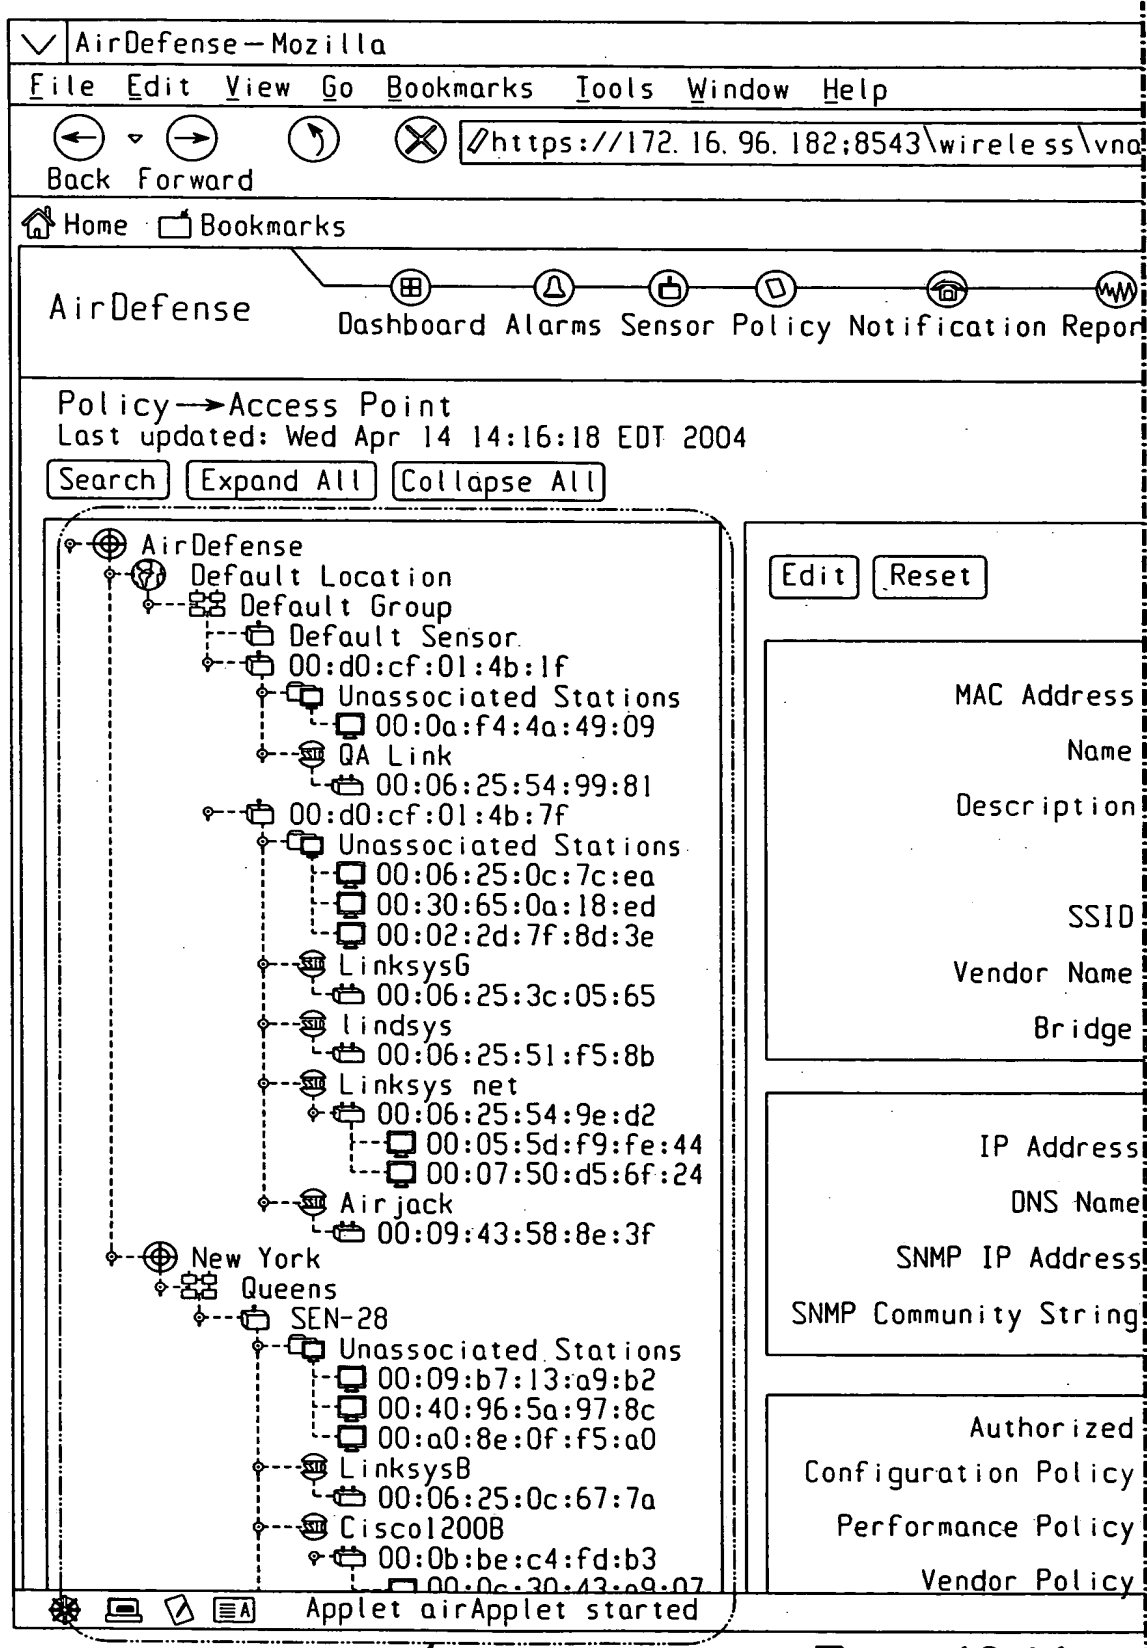 AirDefense—Mozilla
File Edit View Go Bookmarks Tools Window Help
https://172.16.96.182:8543\wireless\vna
Back Forward
Home Bookmarks
AirDefense
Dashboard Alarms Sensor Policy Notification Repor
Policy→Access Point
Last updated: Wed Apr 14 14:16:18 EDT 2004
Search Expand All Collapse All
AirDefense
Default Location
Default Group
Default Sensor
00:d0:cf:01:4b:1f
Unassociated Stations
00:0a:f4:4a:49:09
QA Link
00:06:25:54:99:81
00:d0:cf:01:4b:7f
Unassociated Stations
00:06:25:0c:7c:ea
00:30:65:0a:18:ed
00:02:2d:7f:8d:3e
LinksysG
00:06:25:3c:05:65
lindsys
00:06:25:51:f5:8b
Linksys net
00:06:25:54:9e:d2
00:05:5d:f9:fe:44
00:07:50:d5:6f:24
Airjack
00:09:43:58:8e:3f
New York
Queens
SEN-28
Unassociated Stations
00:09:b7:13:a9:b2
00:40:96:5a:97:8c
00:a0:8e:0f:f5:a0
LinksysB
00:06:25:0c:67:7a
Cisco1200B
00:0b:be:c4:fd:b3
00:0c:30:43:a9:07
Edit Reset
MAC Address
Name
Description
SSID
Vendor Name
Bridge
IP Address
DNS Name
SNMP IP Address
SNMP Community String
Authorized
Configuration Policy
Performance Policy
Vendor Policy
Applet airApplet started